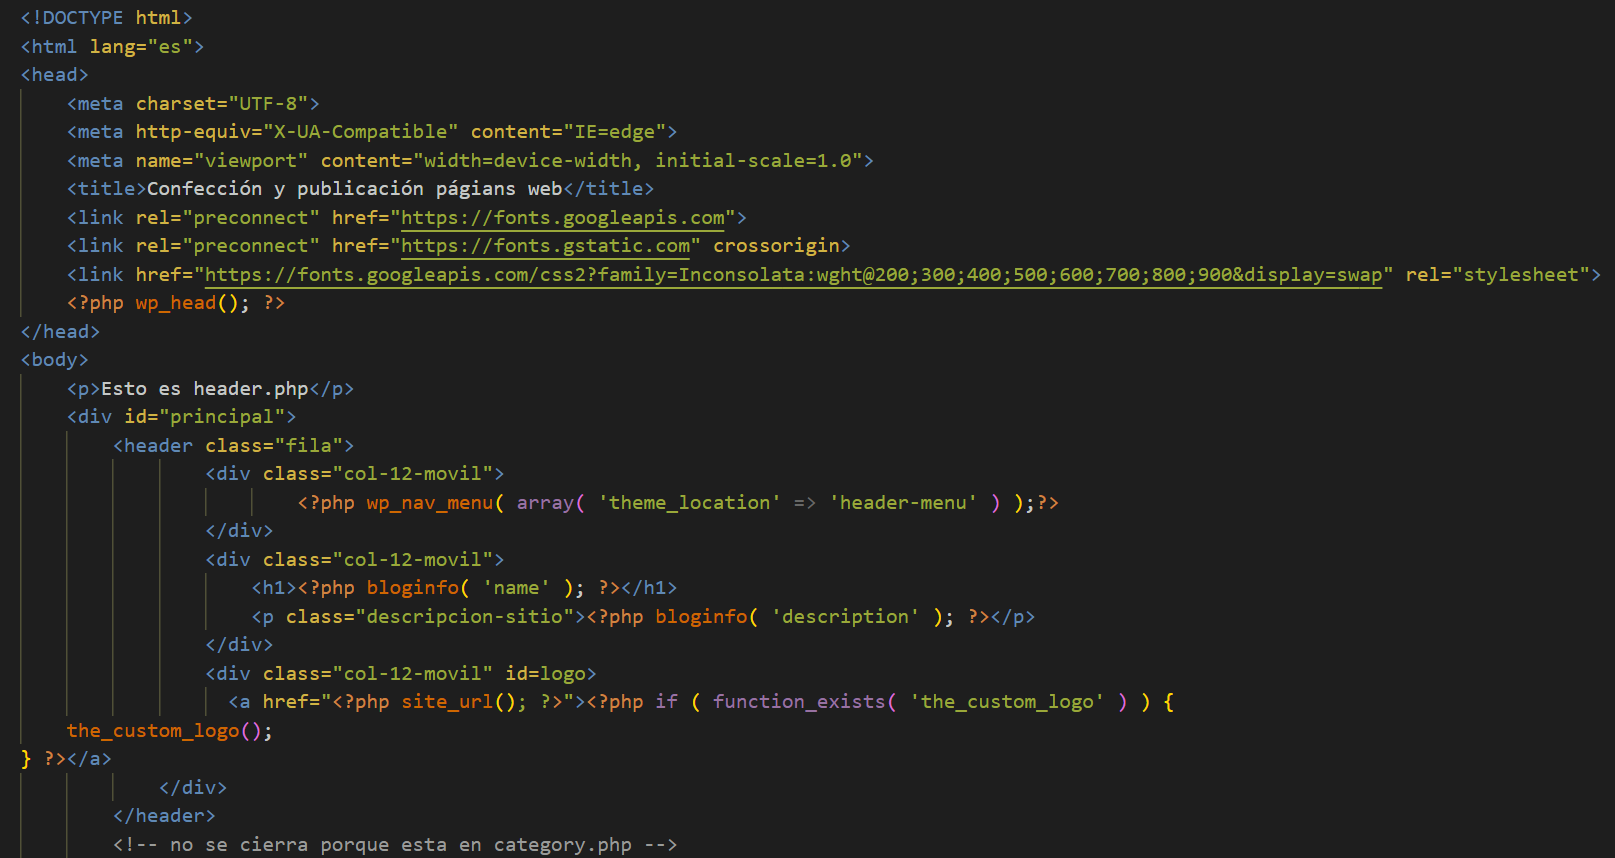 <!DOCTYPE html>
<html lang="es">
<head>
    <meta charset="UTF-8">
    <meta http-equiv="X-UA-Compatible" content="IE=edge">
    <meta name="viewport" content="width=device-width, initial-scale=1.0">
    <title>Confección y publicación págians web</title>
    <link rel="preconnect" href="https://fonts.googleapis.com">
    <link rel="preconnect" href="https://fonts.gstatic.com" crossorigin>
    <link href="https://fonts.googleapis.com/css2?family=Inconsolata:wght@200;300;400;500;600;700;800;900&display=swap" rel="stylesheet">
    <?php wp_head(); ?>
</head>
<body>
    <p>Esto es header.php</p>
    <div id="principal">
        <header class="fila">
                <div class="col-12-movil">
                        <?php wp_nav_menu( array( 'theme_location' => 'header-menu' ) );?>
                </div>
                <div class="col-12-movil">
                    <h1><?php bloginfo( 'name' ); ?></h1>
                    <p class="descripcion-sitio"><?php bloginfo( 'description' ); ?></p>
                </div>
                <div class="col-12-movil" id=logo>
                  <a href="<?php site_url(); ?>"><?php if ( function_exists( 'the_custom_logo' ) ) {
    the_custom_logo();
} ?></a>
            </div>
        </header>
        <!-- no se cierra porque esta en category.php -->